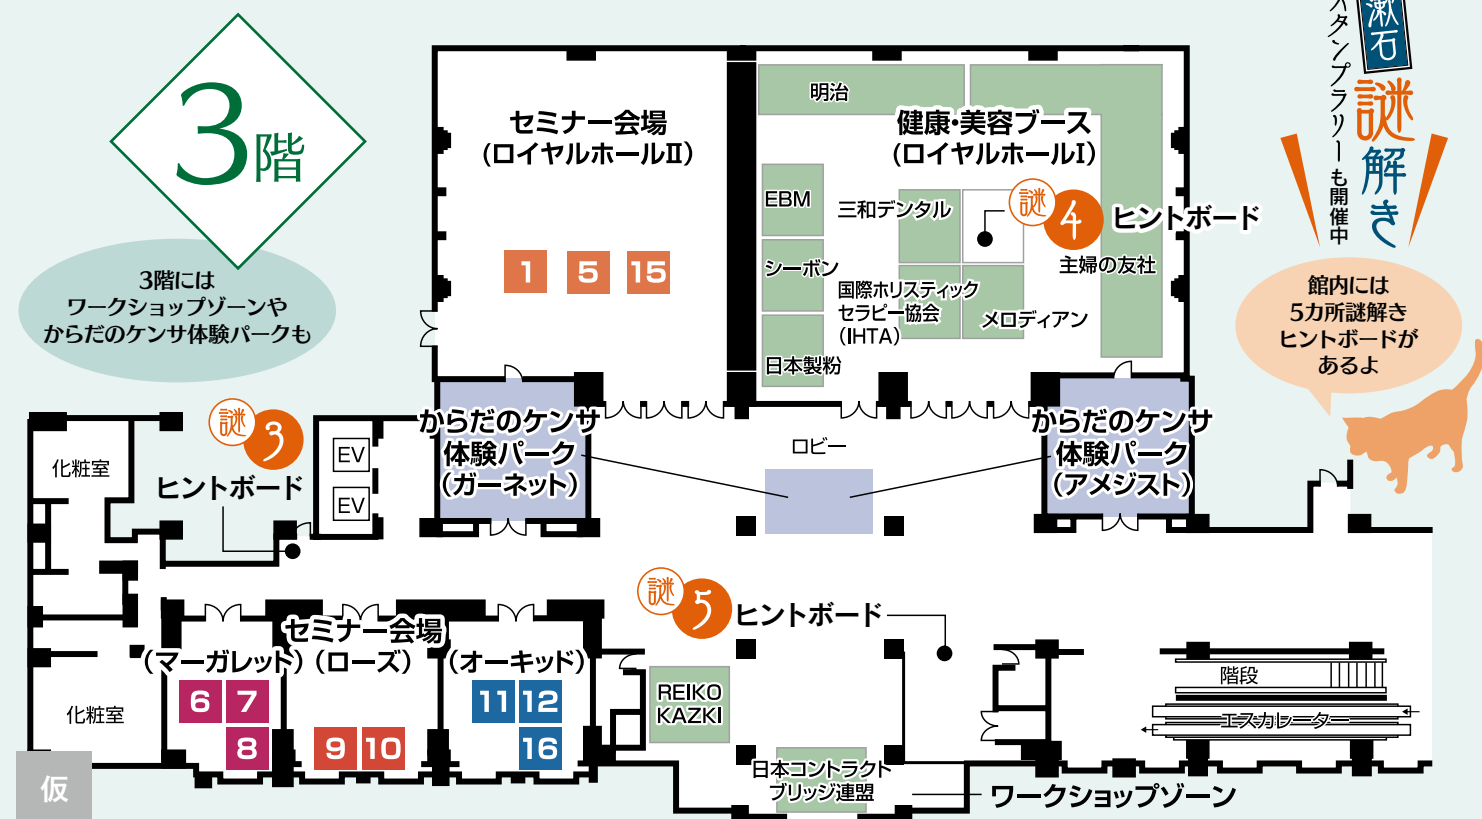 3階
3階には
ワークショップゾーンや
からだのケンサ体験パークも
漱石
謎解き
スタンプラリーも開催中
館内には
5カ所謎解き
ヒントボードが
あるよ
セミナー会場
(ロイヤルホールII)
1 5 15
明治
健康・美容ブース
(ロイヤルホールI)
EBM
三和デンタル
謎 4 ヒントボード
シーボン
主婦の友社
国際ホリスティック
セラピー協会
(IHTA)
メロディアン
日本製粉
からだのケンサ
体験パーク
(ガーネット)
ロビー
からだのケンサ
体験パーク
(アメジスト)
化粧室
謎 3
ヒントボード
EV
EV
謎 5 ヒントボード
セミナー会場
(マーガレット)(ローズ) (オーキッド)
6 7
8
9 10
11 12
16
化粧室
REIKO
KAZKI
階段
エスカレーター
日本コントラクト
ブリッジ連盟
ワークショップゾーン
仮